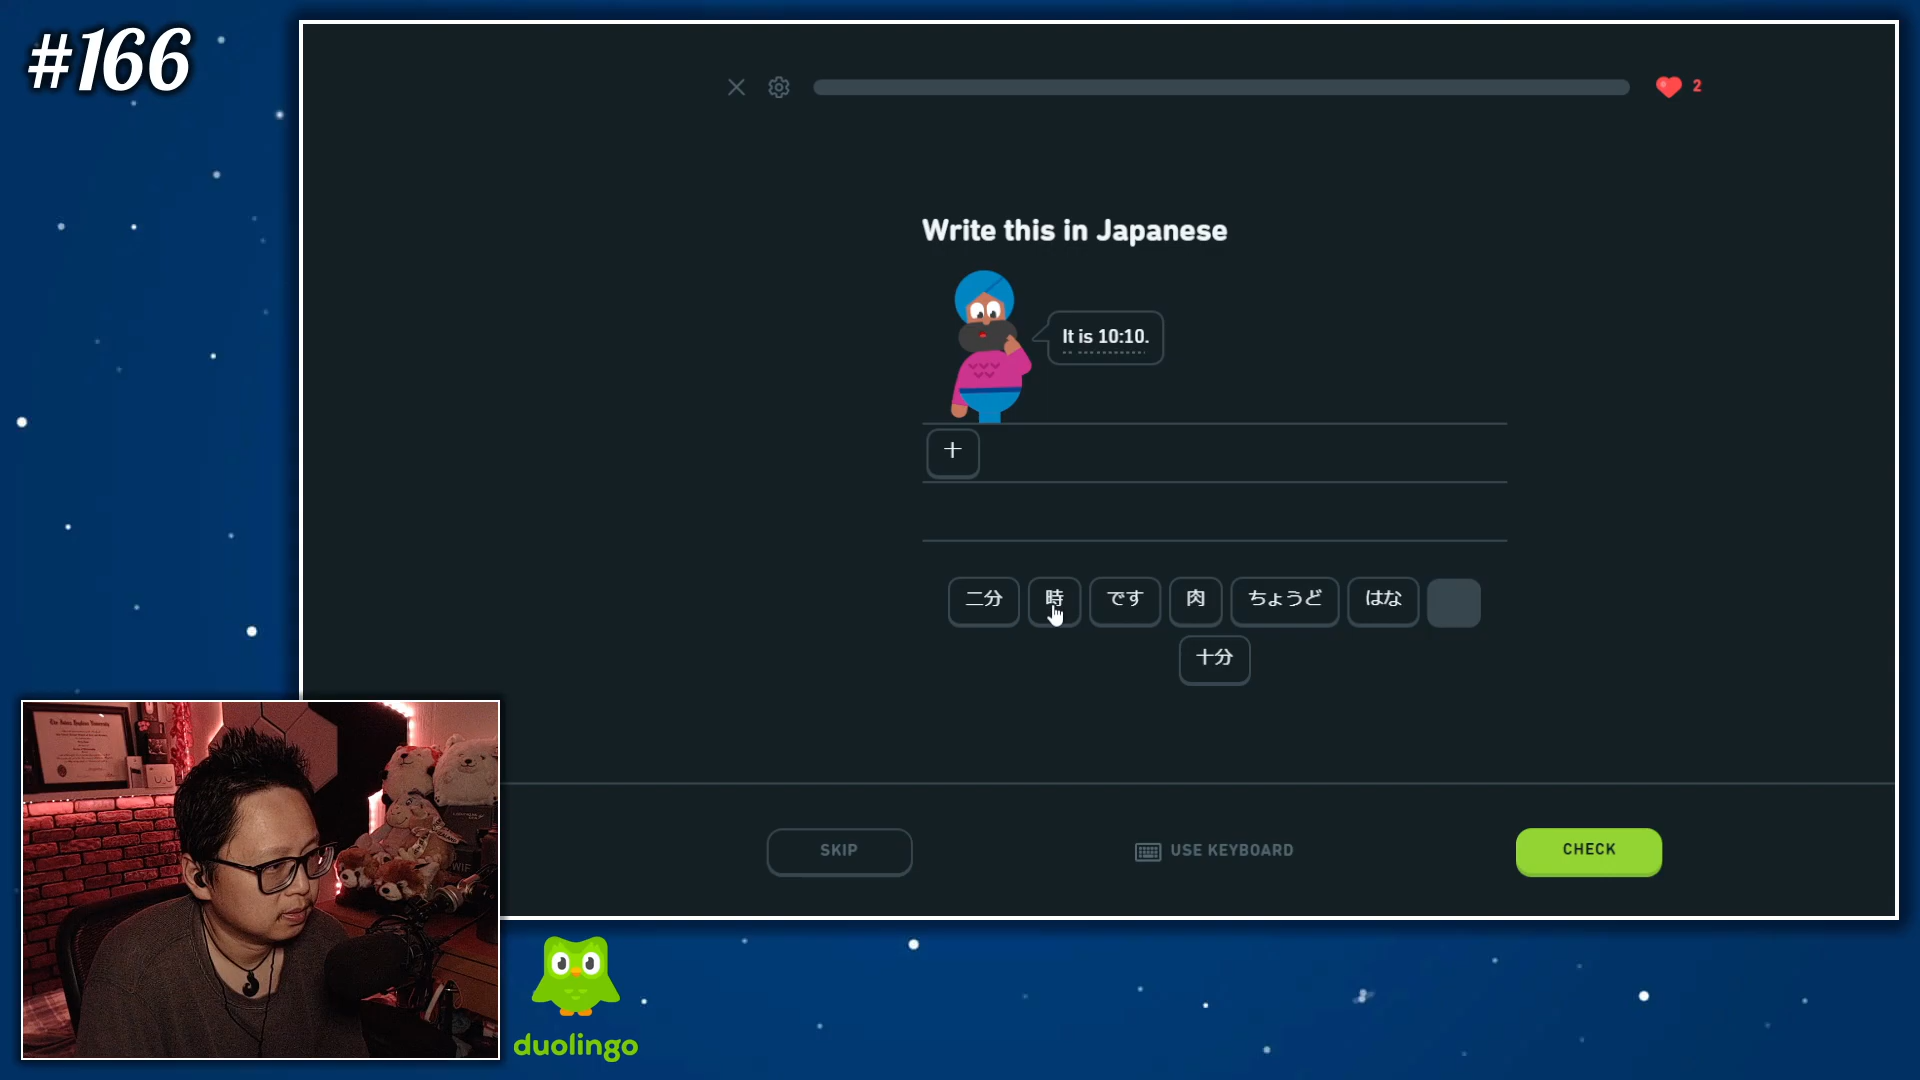 #166
2
Write this in Japanese
It is 10:10.
十
二分 時 です 肉 ちょうど はな
十分
SKIP
USE KEYBOARD
CHECK
duolingo